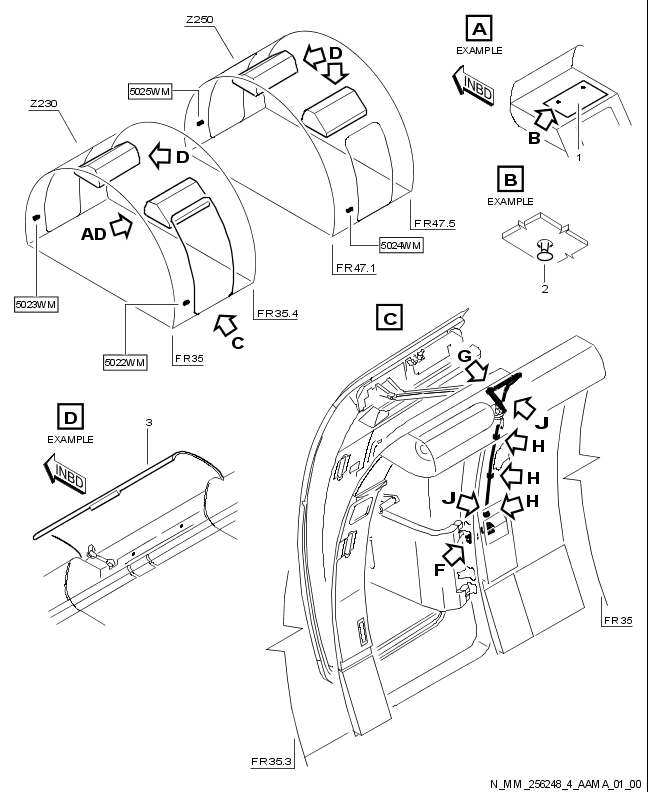 Z250
D
A
EXAMPLE
INBD
5025WM
Z230
B
1
D
B
EXAMPLE
AD
FR47.5
5024WM
2
FR47.1
5023WM
FR35.4
C
C
5022WM
FR35
G
D
EXAMPLE
3
J
H
INBD
H
J
H
F
FR35
FR35.3
N_MM_256248_4_AAMA_01_00